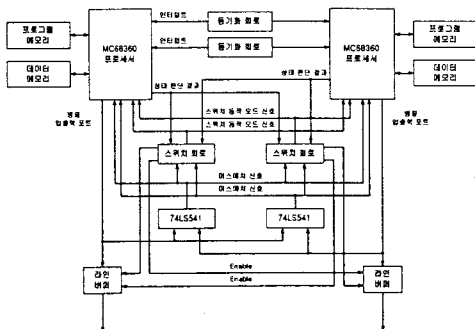 프로그램
메모리
데이터
메모리
MC68360
프로세서
인터럽트
동기화 회로
인터럽트
동기화 회로
MC68360
프로세서
프로그램
메모리
데이터
메모리
상태 판단 결과
상태 판단 결과
병렬
입출력 포트
병렬
입출력 포트
스위치 동작 모드 신호
스위치 동작 모드 신호
스위치 회로
스위치 회로
미스매치 신호
미스매치 신호
74LS541
74LS541
Enable
Enable
라인
버퍼
라인
버퍼